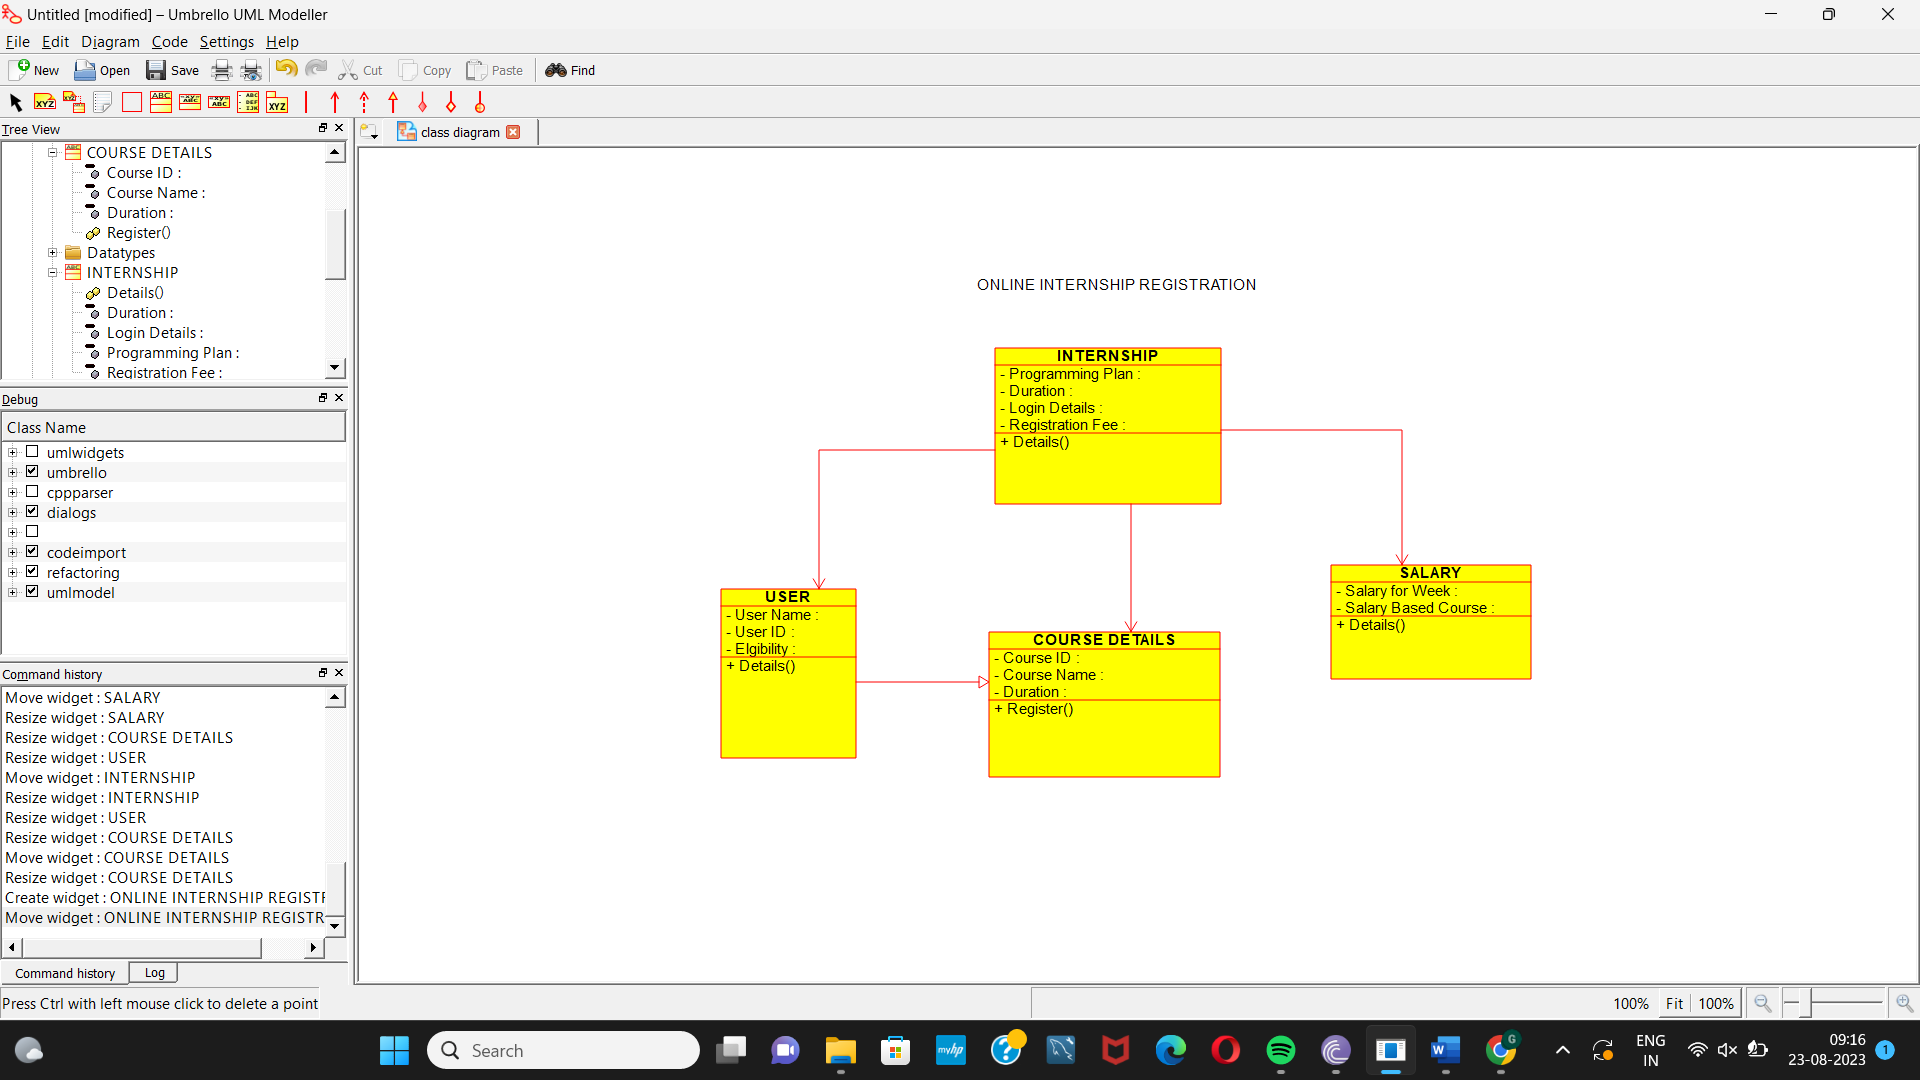 Untitled [modified] – Umbrello UML Modeller
File Edit Diagram Code Settings Help
New Open Save Cut Copy Paste Find
Tree View
class diagram
COURSE DETAILS
Course ID :
Course Name :
Duration :
Register()
Datatypes
INTERNSHIP
Details()
Duration :
Login Details :
Programming Plan :
Registration Fee :
Debug
Class Name
umlwidgets
umbrello
cppparser
dialogs
codeimport
refactoring
umlmodel
Command history
Move widget : SALARY
Resize widget : SALARY
Resize widget : COURSE DETAILS
Resize widget : USER
Move widget : INTERNSHIP
Resize widget : INTERNSHIP
Resize widget : USER
Resize widget : COURSE DETAILS
Move widget : COURSE DETAILS
Resize widget : COURSE DETAILS
Create widget : ONLINE INTERNSHIP REGISTR
Move widget : ONLINE INTERNSHIP REGISTR
Command history Log
Press Ctrl with left mouse click to delete a point
ONLINE INTERNSHIP REGISTRATION
INTERNSHIP
- Programming Plan :
- Duration :
- Login Details :
- Registration Fee :
+ Details()
USER
- User Name :
- User ID :
- Elgibility :
+ Details()
COURSE DETAILS
- Course ID :
- Course Name :
- Duration :
+ Register()
SALARY
- Salary for Week :
- Salary Based Course :
+ Details()
100% Fit 100%
Search
ENG
IN
09:16
23-08-2023
1